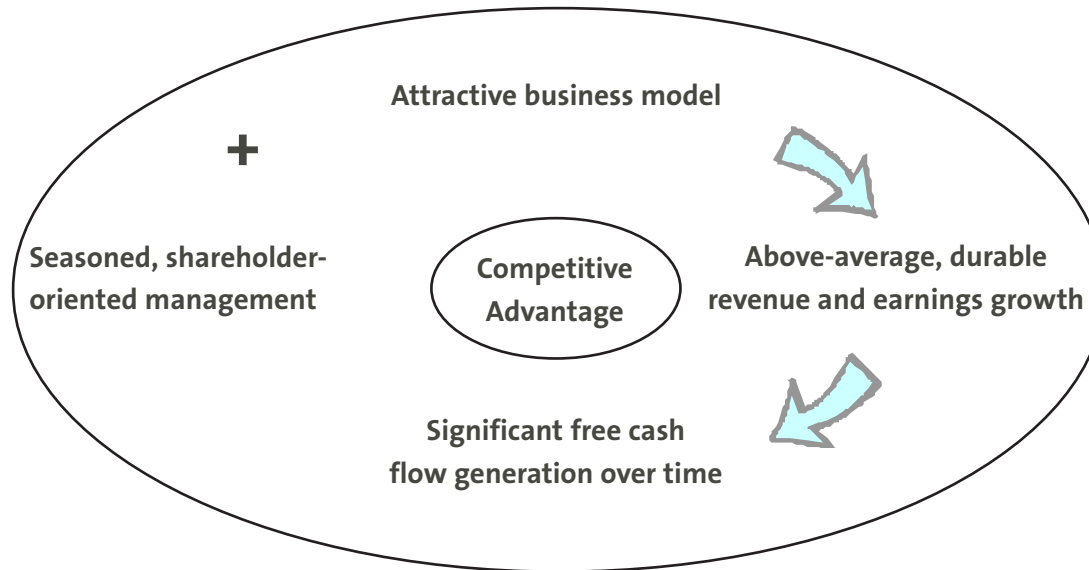 Attractive business model
+
Seasoned, shareholder-
oriented management
Competitive
Advantage
Above-average, durable
revenue and earnings growth
Significant free cash
flow generation over time